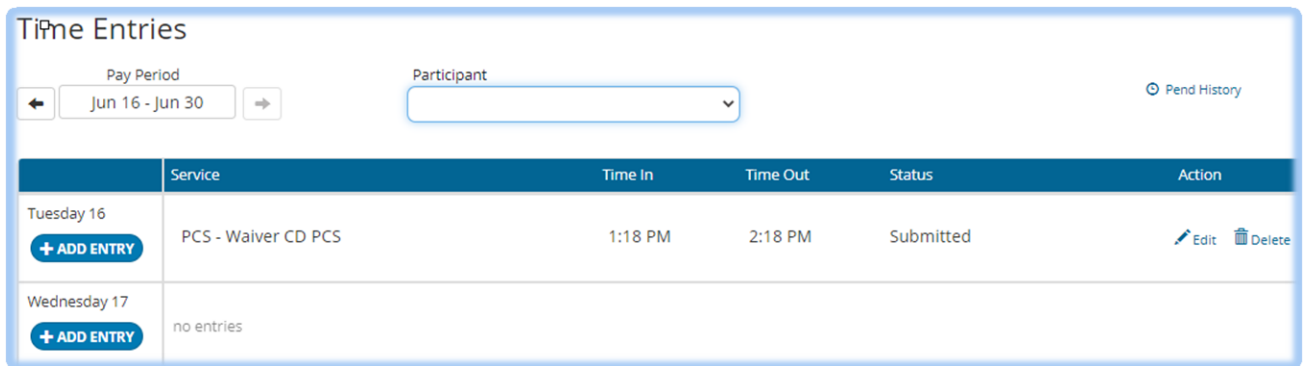 Time Entries
Pay Period
Participant
Jun 16 - Jun 30
Pend History
Service Time In Time Out Status Action
Tuesday 16
+ ADD ENTRY
PCS - Waiver CD PCS 1:18 PM 2:18 PM Submitted Edit Delete
Wednesday 17
+ ADD ENTRY
no entries